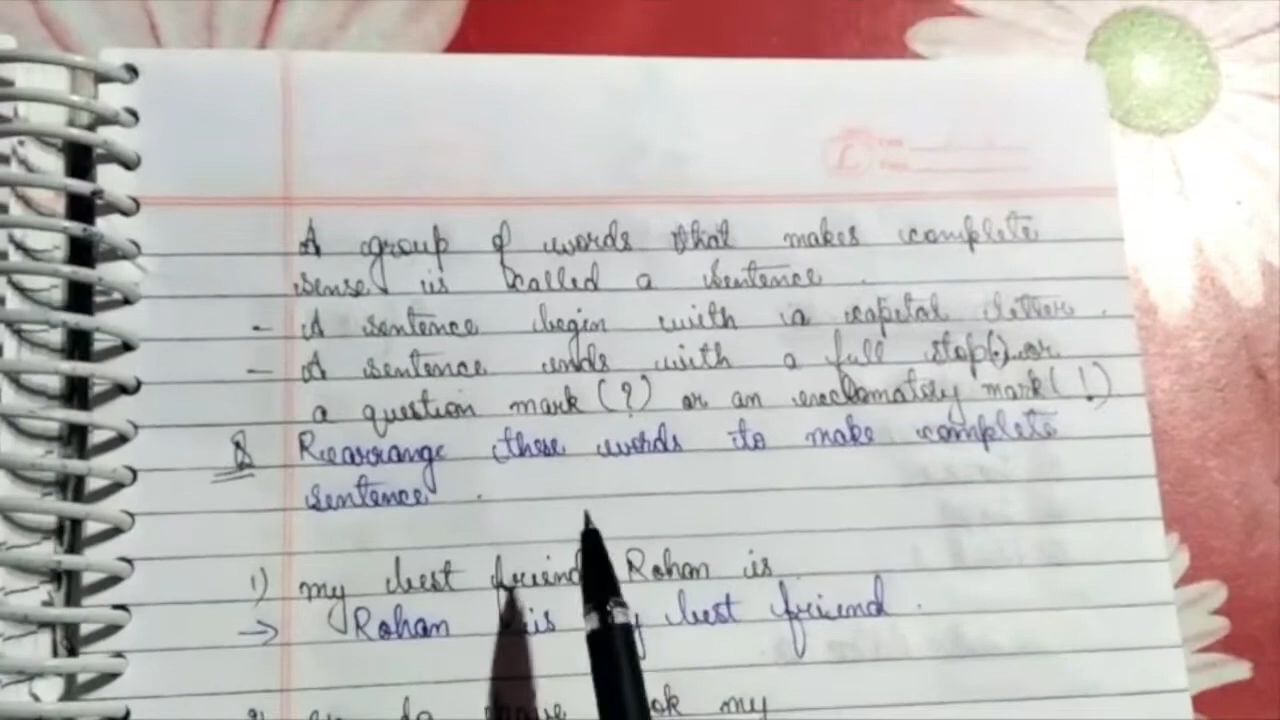 A group of words that makes complete
sense is called a sentence.
- A sentence begin with a capital letter.
- A sentence ends with a full stop(.) or
a question mark (?) or an exclamatory mark (!)
Q Rearrange these words to make complete
sentence.
1) my best friend Rohan is
→ Rohan is best friend.
my